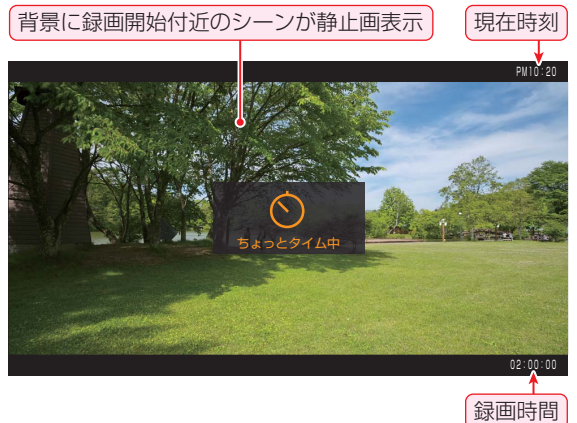 背景に録画開始付近のシーンが静止画表示
現在時刻
PM10:20
ちょっとタイム中
02:00:00
録画時間